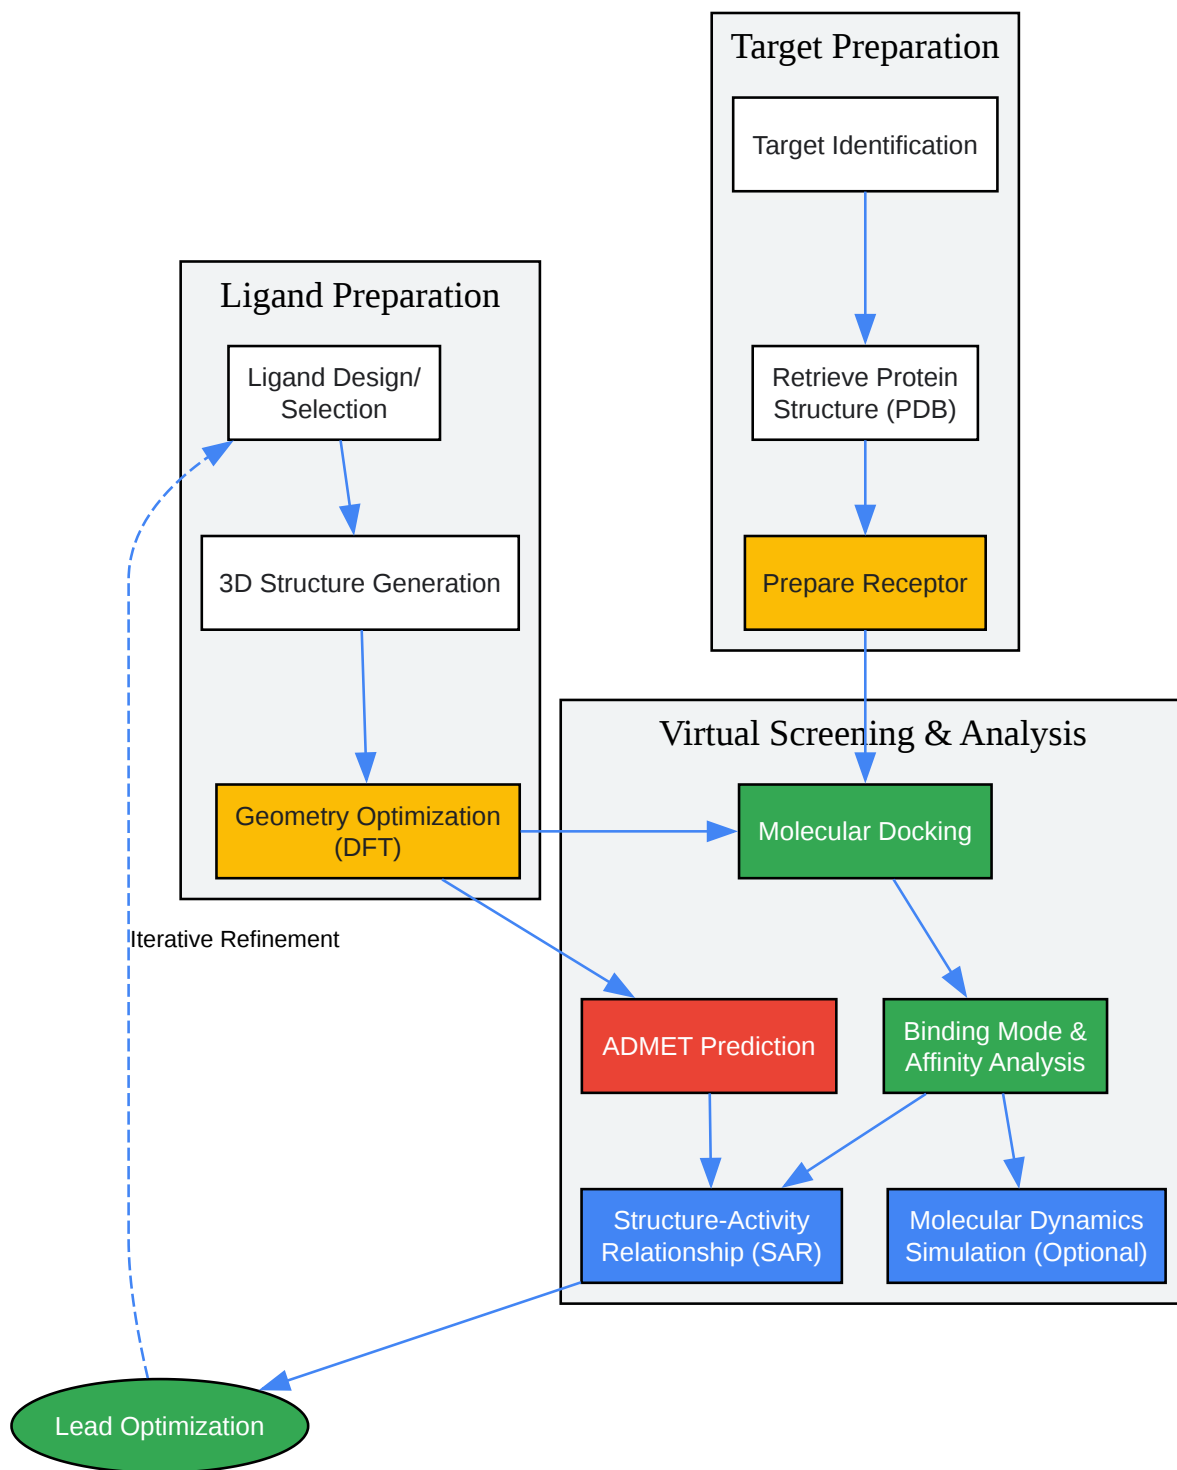 Target Preparation
Target Identification
Retrieve Protein
Structure (PDB)
Prepare Receptor
Ligand Preparation
Ligand Design/
Selection
3D Structure Generation
Geometry Optimization
(DFT)
Iterative Refinement
Virtual Screening & Analysis
Molecular Docking
ADMET Prediction
Binding Mode &
Affinity Analysis
Structure-Activity
Relationship (SAR)
Molecular Dynamics
Simulation (Optional)
Lead Optimization